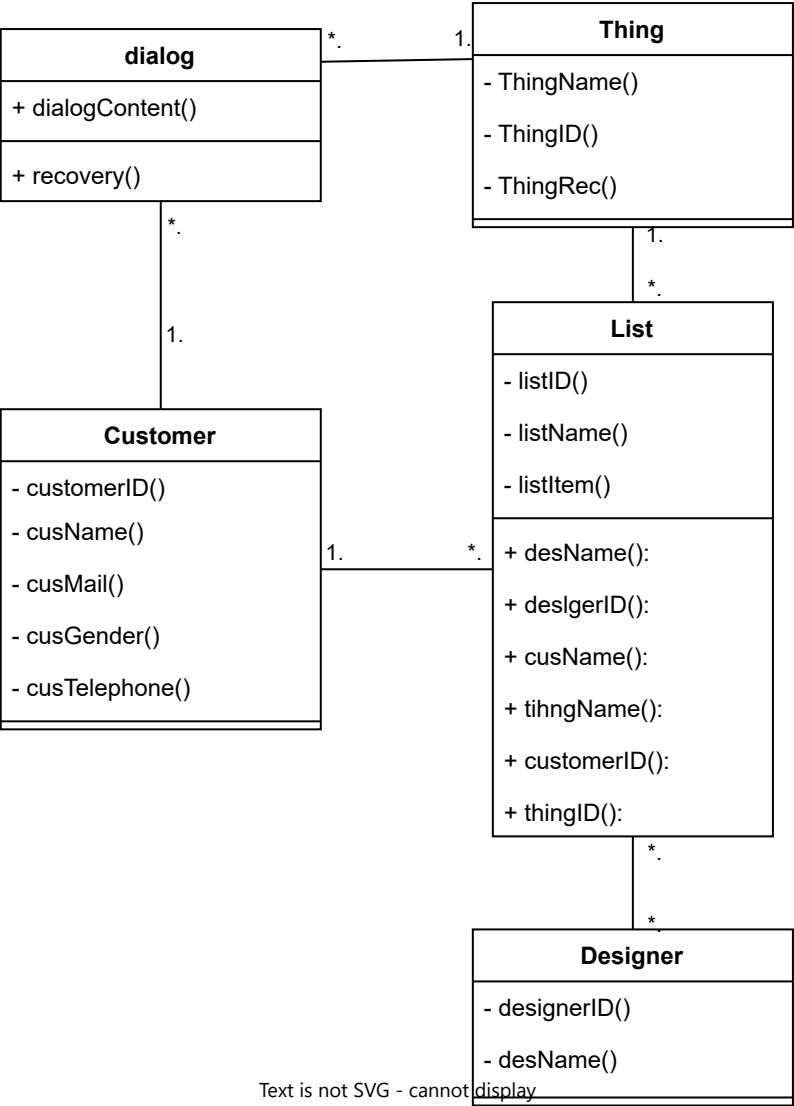 dialog
+ dialogContent()
+ recovery()
*.
1.
Thing
- ThingName()
- ThingID()
- ThingRec()
1.
*.
List
- listID()
- listName()
- listItem()
+ desName():
+ deslgerID():
+ cusName():
+ tihngName():
+ customerID():
+ thingID():
*.
1.
Customer
- customerID()
- cusName()
- cusMail()
- cusGender()
- cusTelephone()
1.
*.
*.
*.
Designer
- designerID()
- desName()
Text is not SVG - cannot display